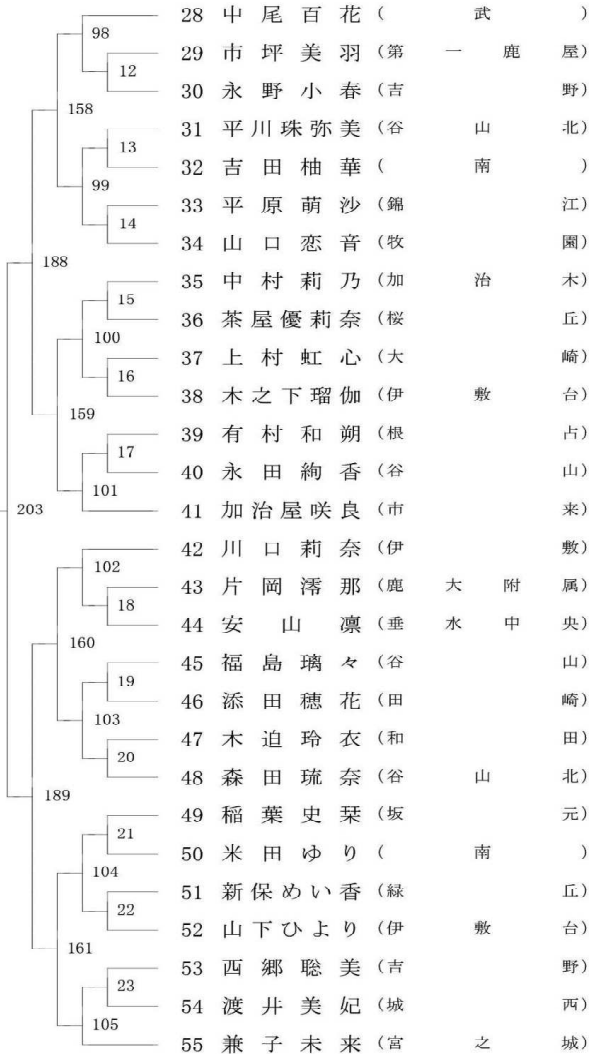 28 中尾百花 (武)
98
29 市坪美羽 (第一鹿屋)
12
30 永野小春 (吉野)
158
31 平川珠弥美 (谷山北)
13
32 吉田柚華 (南)
99
33 平原萌沙 (錦江)
14
34 山口恋音 (牧園)
188
35 中村莉乃 (加治木)
15
36 茶屋優莉奈 (桜丘)
100
37 上村虹心 (大崎)
16
38 木之下瑠伽 (伊敷台)
159
39 有村和朔 (根占)
17
40 永田絢香 (谷山)
101
41 加治屋咲良 (市来)
203
42 川口莉奈 (伊敷)
102
43 片岡澪那 (鹿大附属)
18
44 安山凛 (垂水中央)
160
45 福島璃々 (谷山)
19
46 添田穂花 (田崎)
103
47 木迫玲衣 (和田)
20
48 森田琉奈 (谷山北)
189
49 稲葉史栞 (坂元)
21
50 米田ゆり (南)
104
51 新保めい香 (緑丘)
22
52 山下ひより (伊敷台)
161
53 西郷聡美 (吉野)
23
54 渡井美妃 (城西)
105
55 兼子未来 (宮之城)